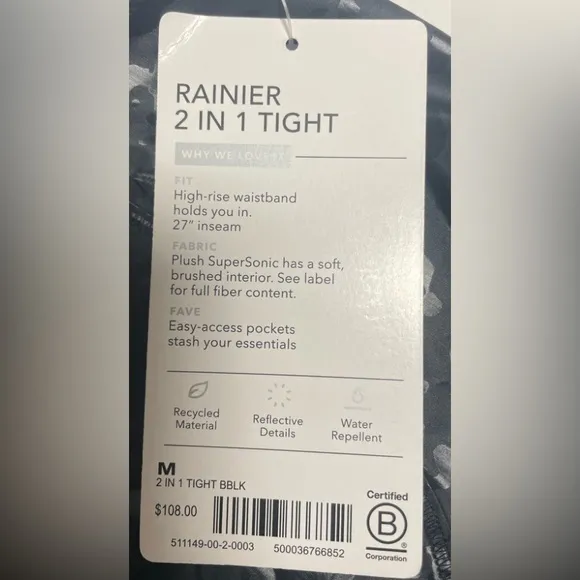 RAINIER
2 IN 1 TIGHT
WHY WE LOVE IT
FIT
High-rise waistband
holds you in.
27" inseam
FABRIC
Plush SuperSonic has a soft,
brushed interior. See label
for full fiber content.
FAVE
Easy-access pockets
stash your essentials
Recycled
Material
Reflective
Details
Water
Repellent
M
2 IN 1 TIGHT BBLK
$108.00
511149-00-2-0003 500036766852
Certified
B
®
Corporation